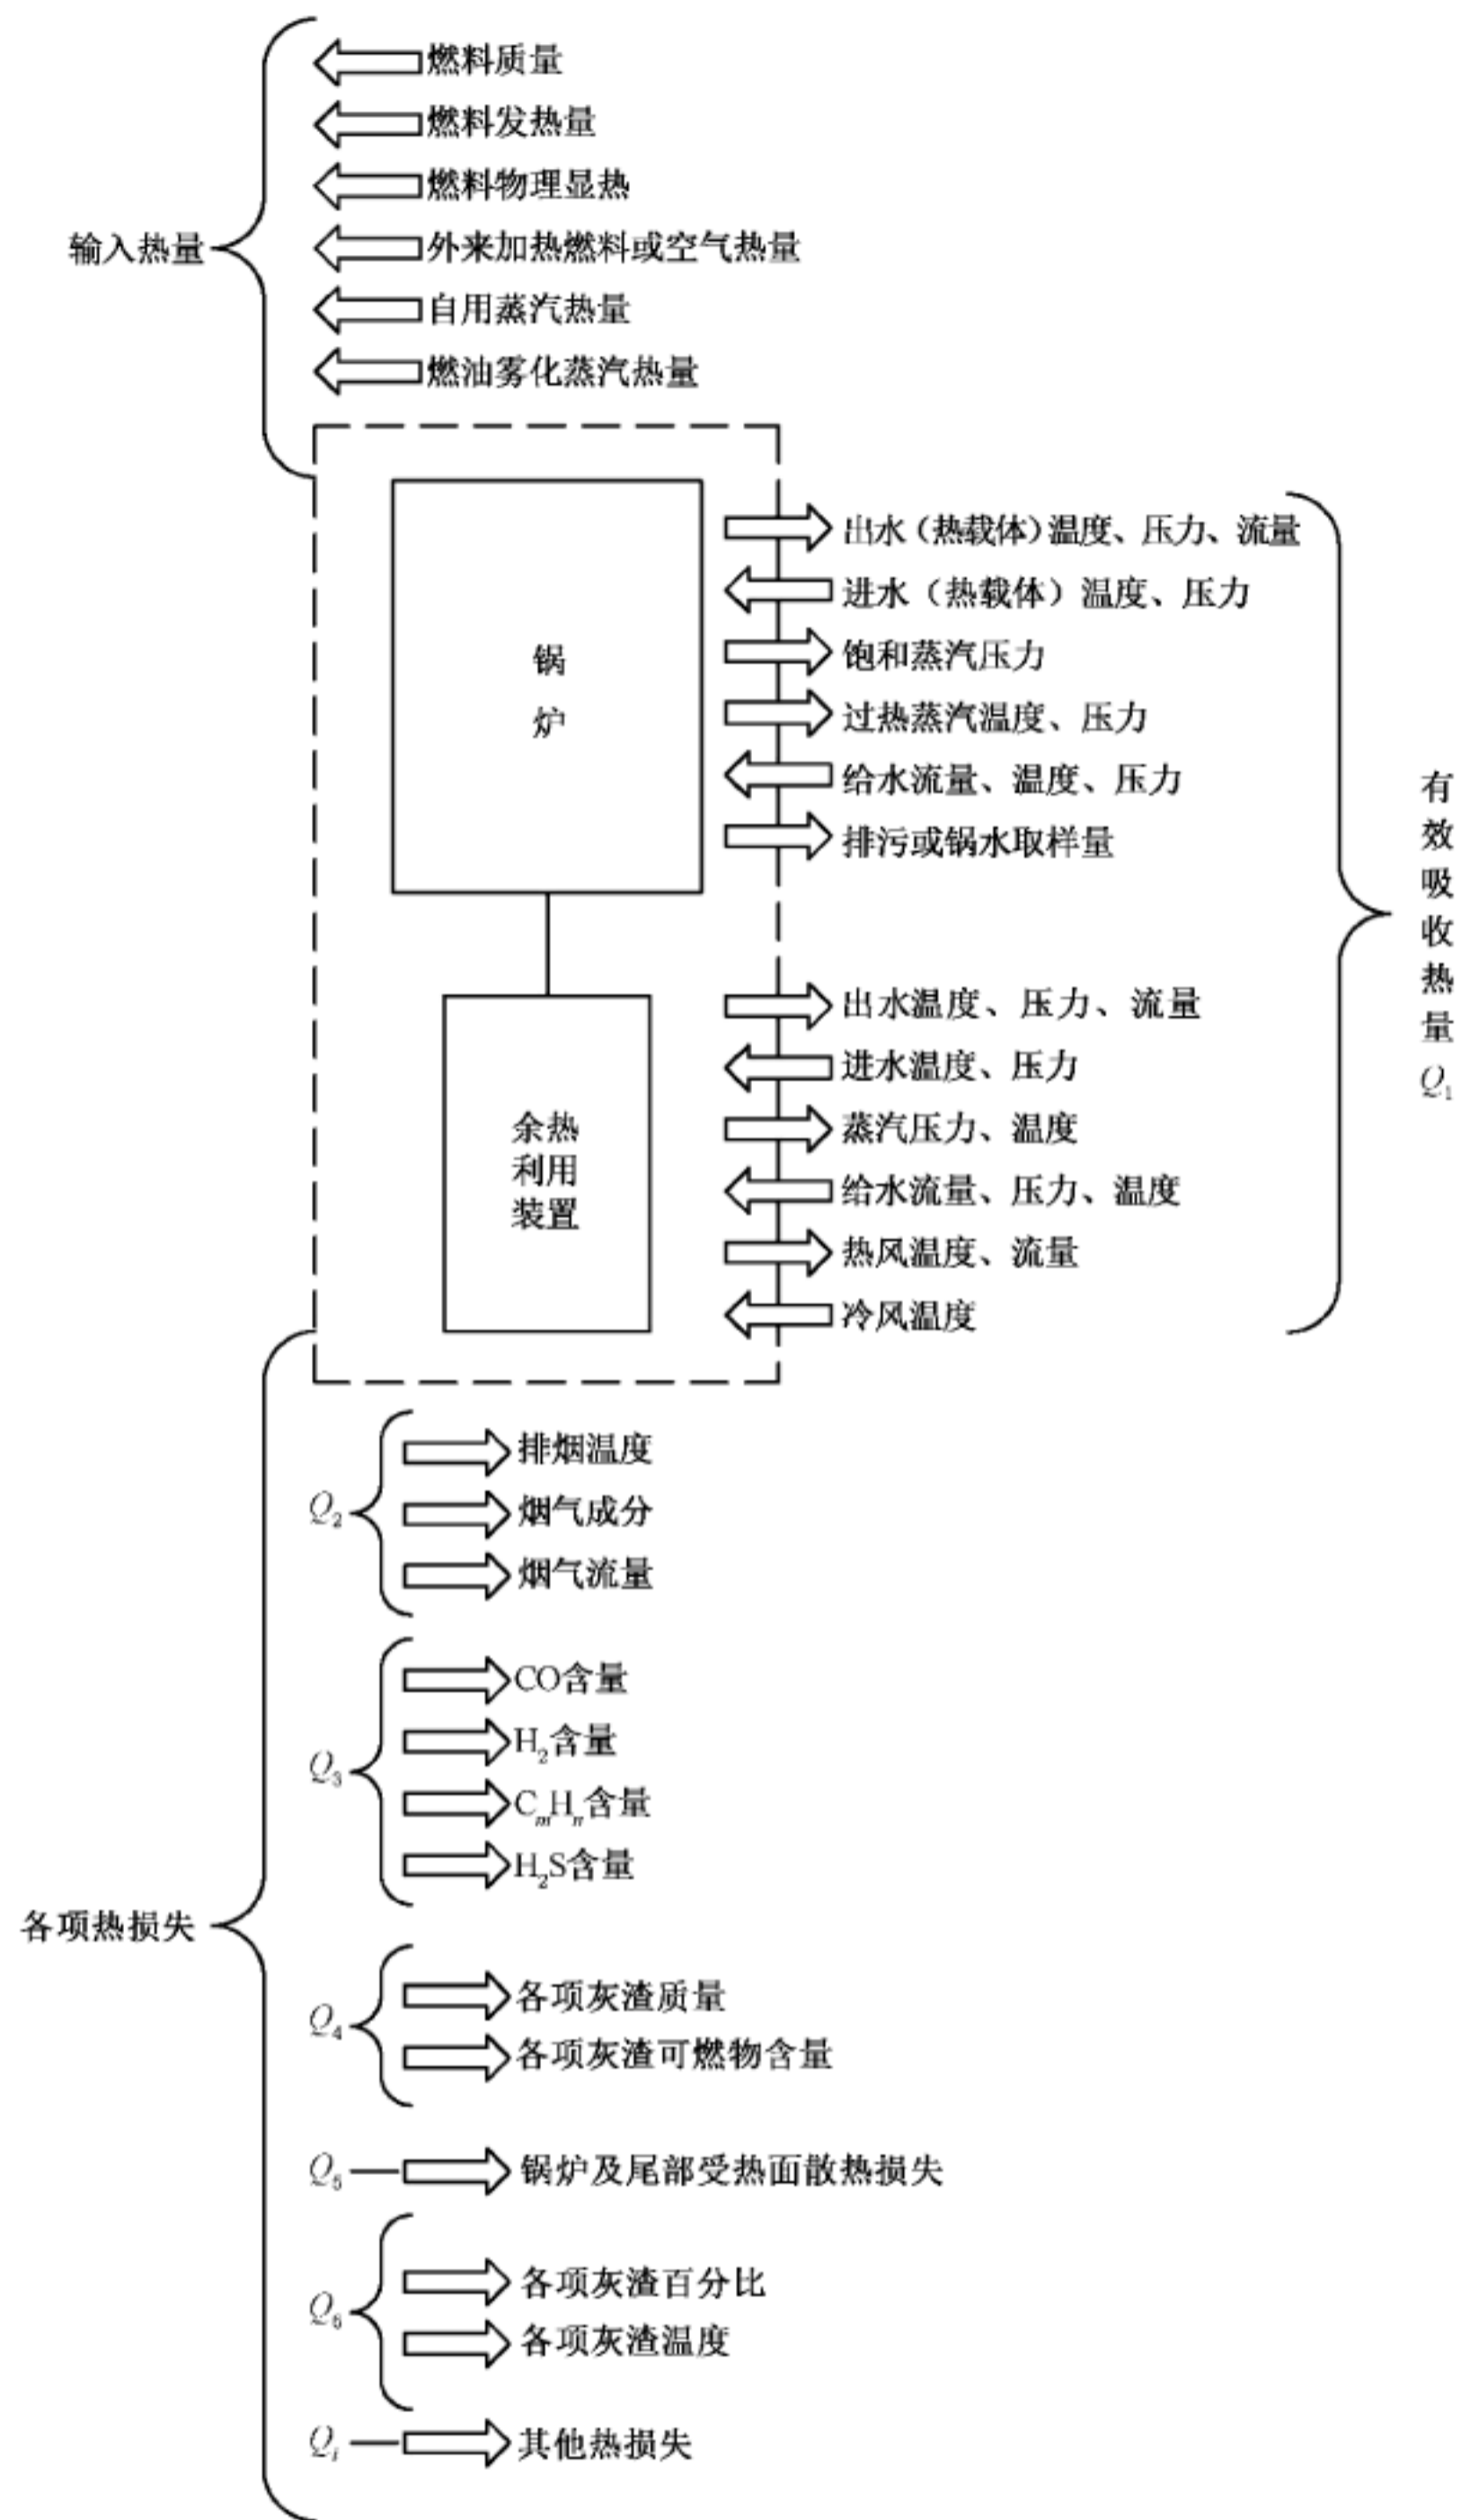 燃料质量
燃料发热量
燃料物理显热
输入热量
外来加热燃料或空气热量
自用蒸汽热量
燃油雾化蒸汽热量
锅
炉
出水（热载体）温度、压力、流量
进水（热载体）温度、压力
饱和蒸汽压力
过热蒸汽温度、压力
给水流量、温度、压力
排污或锅水取样量
余热
利用
装置
出水温度、压力、流量
进水温度、压力
蒸汽压力、温度
给水流量、压力、温度
热风温度、流量
冷风温度
有
效
吸
收
热
量
Q₁
各项热损失
Q₂
排烟温度
烟气成分
烟气流量
Q₃
CO含量
H₂含量
CmHn含量
H₂S含量
Q₄
各项灰渣质量
各项灰渣可燃物含量
Q₅
锅炉及尾部受热面散热损失
Q₆
各项灰渣百分比
各项灰渣温度
Qi
其他热损失